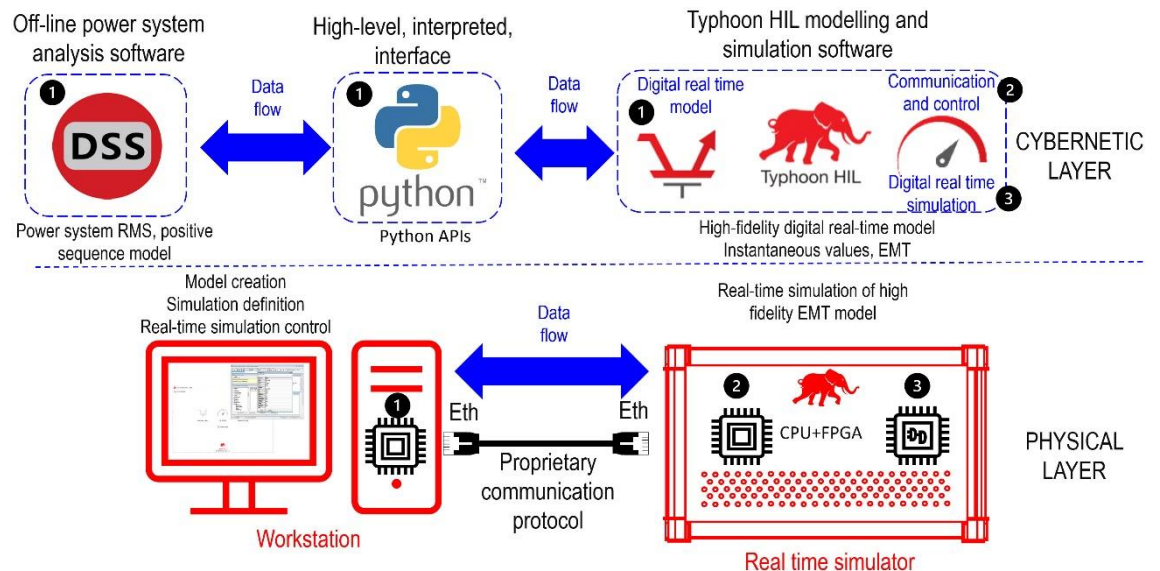 Off-line power system
analysis software
High-level, interpreted,
interface
Typhoon HIL modelling and
simulation software
1
DSS
Data
flow
1
python™
Data
flow
Digital real time
model
1
Typhoon HIL
Communication
and control
2
Digital real time
simulation
3
CYBERNETIC
LAYER
Power system RMS, positive
sequence model
Python APIs
High-fidelity digital real-time model
Instantaneous values, EMT
Model creation
Simulation definition
Real-time simulation control
Data
flow
Real-time simulation of high
fidelity EMT model
1
Eth
Eth
Proprietary
communication
protocol
2
CPU+FPGA
3
PHYSICAL
LAYER
Workstation
Real time simulator